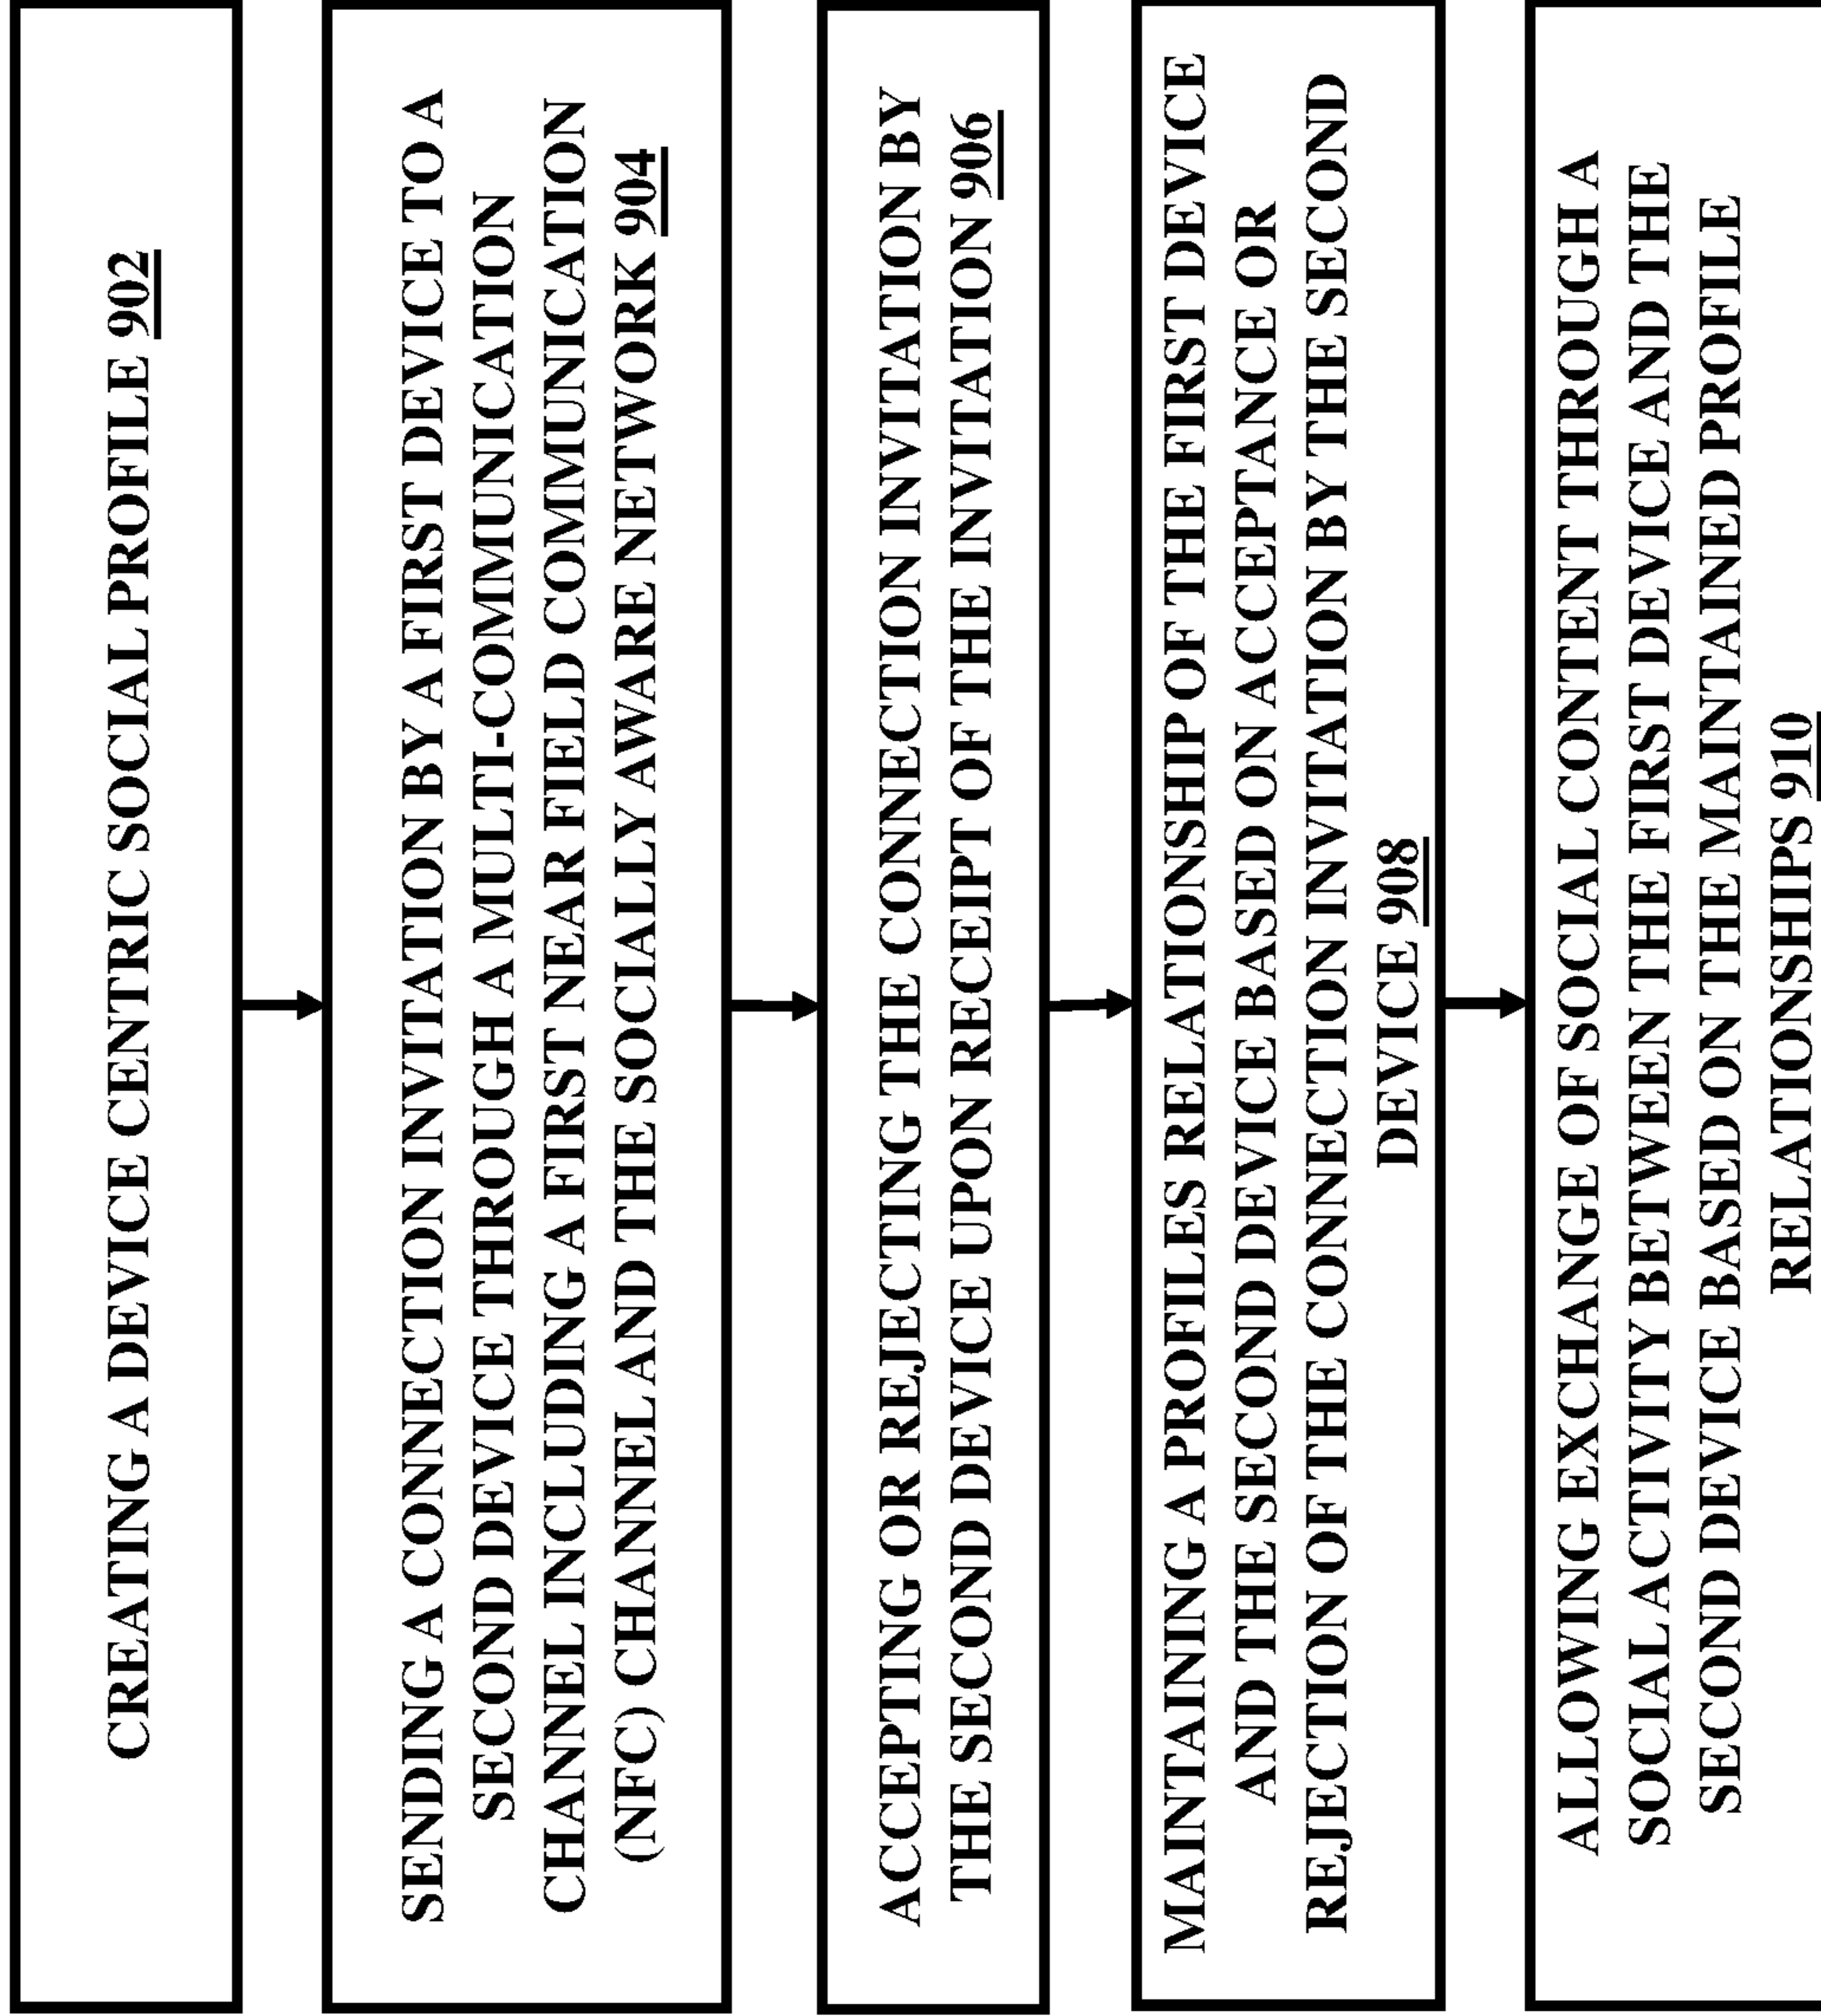 CREATING A DEVICE CENTRIC SOCIAL PROFILE 902
SENDING A CONNECTION INVITATION BY A FIRST DEVICE TO A
SECOND DEVICE THROUGH A MULTI-COMMUNICATION
CHANNEL INCLUDING A FIRST NEAR FIELD COMMUNICATION
(NFC) CHANNEL AND THE SOCIALLY AWARE NETWORK 904
ACCEPTING OR REJECTING THE CONNECTION INVITATION BY
THE SECOND DEVICE UPON RECEIPT OF THE INVITATION 906
MAINTAINING A PROFILES RELATIONSHIP OF THE FIRST DEVICE
AND THE SECOND DEVICE BASED ON ACCEPTANCE OR
REJECTION OF THE CONNECTION INVITATION BY THE SECOND
DEVICE 908
ALLOWING EXCHANGE OF SOCIAL CONTENT THROUGH A
SOCIAL ACTIVITY BETWEEN THE FIRST DEVICE AND THE
SECOND DEVICE BASED ON THE MAINTAINED PROFILE
RELATIONSHIPS 910